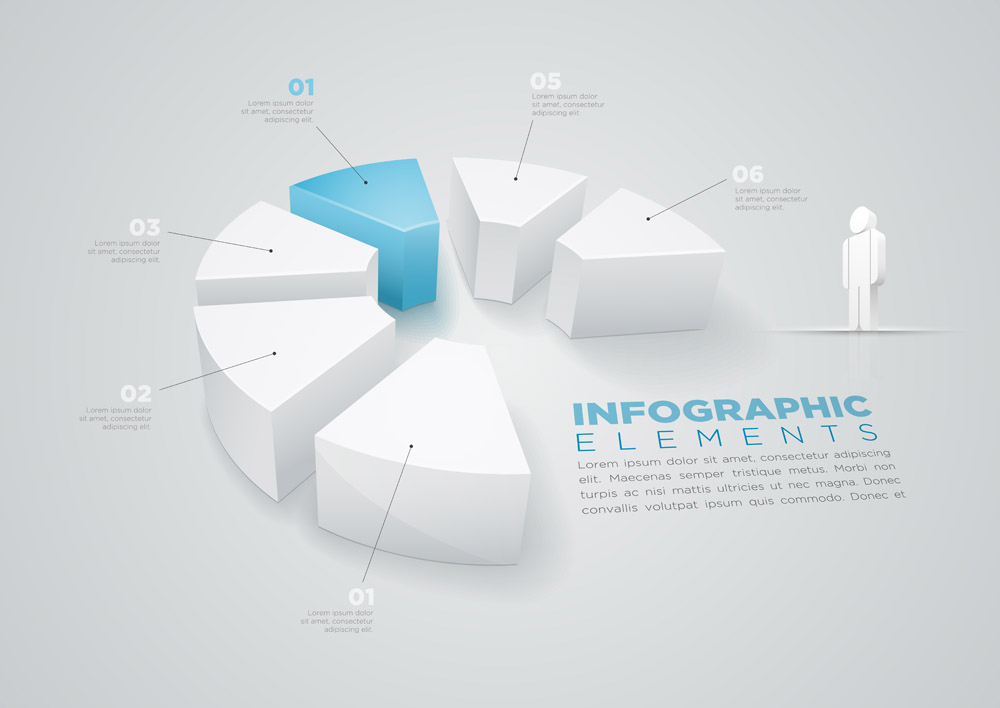 01
Lorem ipsum dolor
sit amet, consectetur
adipiscing elit.
05
Lorem ipsum dolor
sit amet, consectetur
adipiscing elit.
06
Lorem ipsum dolor
sit amet, consectetur
adipiscing elit.
03
Lorem ipsum dolor
sit amet, consectetur
adipiscing elit.
02
Lorem ipsum dolor
sit amet, consectetur
adipiscing elit.
INFOGRAPHIC
ELEMENTS
Lorem ipsum dolor sit amet, consectetur adipiscing
elit. Maecenas semper tristique metus. Morbi non
turpis ac nisi mattis ultricies ut nec magna. Donec
convallis volutpat ipsum quis commodo. Donec et
01
Lorem ipsum dolor
sit amet, consectetur
adipiscing elit.